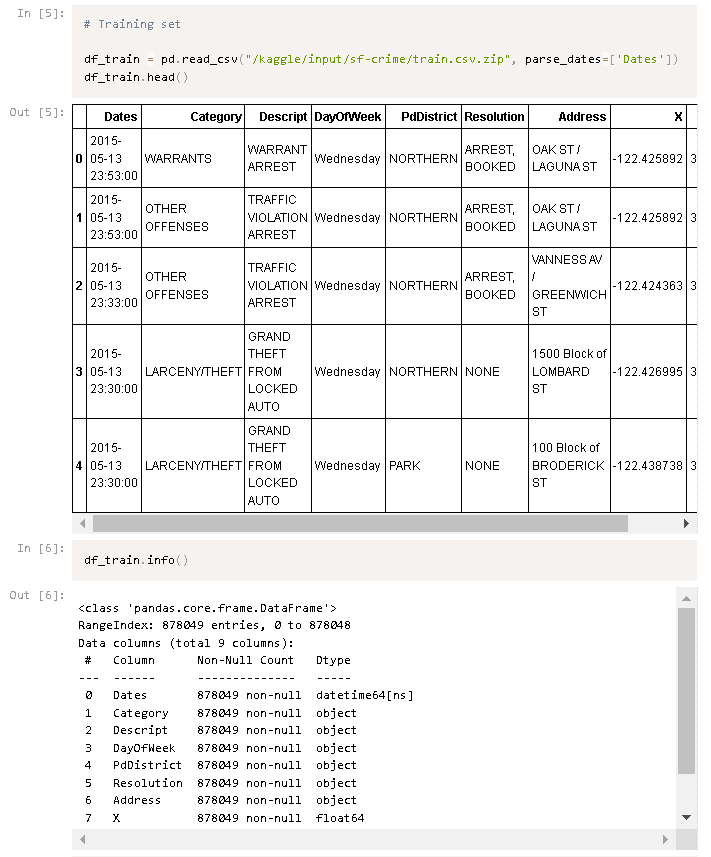 In [5]:
# Training set
df_train = pd.read_csv("/kaggle/input/sf-crime/train.csv.zip", parse_dates=['Dates'])
df_train.head()
Out [5]:
Dates Category Descript DayOfWeek PdDistrict Resolution Address X
0 2015-05-13 23:53:00 WARRANTS WARRANT ARREST Wednesday NORTHERN ARREST, BOOKED OAK ST / LAGUNA ST -122.425892 3
1 2015-05-13 23:53:00 OTHER OFFENSES TRAFFIC VIOLATION ARREST Wednesday NORTHERN ARREST, BOOKED OAK ST / LAGUNA ST -122.425892 3
2 2015-05-13 23:33:00 OTHER OFFENSES TRAFFIC VIOLATION ARREST Wednesday NORTHERN ARREST, BOOKED VANNESS AV / GREENWICH ST -122.424363 3
3 2015-05-13 23:30:00 LARCENY/THEFT GRAND THEFT FROM LOCKED AUTO Wednesday NORTHERN NONE 1500 Block of LOMBARD ST -122.426995 3
4 2015-05-13 23:30:00 LARCENY/THEFT GRAND THEFT FROM LOCKED AUTO Wednesday PARK NONE 100 Block of BRODERICK ST -122.438738 3
In [6]:
df_train.info()
Out [6]:
<class 'pandas.core.frame.DataFrame'>
RangeIndex: 878049 entries, 0 to 878048
Data columns (total 9 columns):
# Column Non-Null Count Dtype
--- ------ -------------- -----
0 Dates 878049 non-null datetime64[ns]
1 Category 878049 non-null object
2 Descript 878049 non-null object
3 DayOfWeek 878049 non-null object
4 PdDistrict 878049 non-null object
5 Resolution 878049 non-null object
6 Address 878049 non-null object
7 X 878049 non-null float64